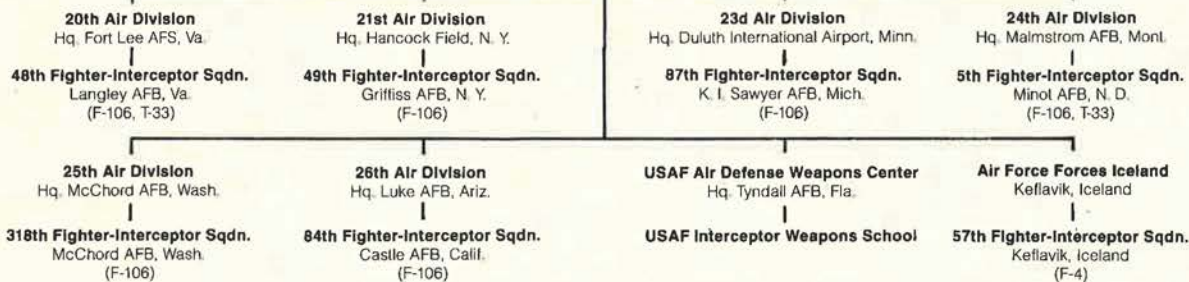 20th Air Division
Hq. Fort Lee AFS, Va.
48th Fighter-Interceptor Sqdn.
Langley AFB, Va.
(F-106, T-33)
21st Air Division
Hq. Hancock Field, N. Y.
49th Fighter-Interceptor Sqdn.
Griffiss AFB, N. Y.
(F-106)
23d Air Division
Hq. Duluth International Airport, Minn.
87th Fighter-Interceptor Sqdn.
K. I. Sawyer AFB, Mich.
(F-106)
24th Air Division
Hq. Malmstrom AFB, Mont.
5th Fighter-Interceptor Sqdn.
Minot AFB, N. D.
(F-106, T-33)
25th Air Division
Hq. McChord AFB, Wash.
318th Fighter-Interceptor Sqdn.
McChord AFB, Wash.
(F-106)
26th Air Division
Hq. Luke AFB, Ariz.
84th Fighter-Interceptor Sqdn.
Castle AFB, Calif.
(F-106)
USAF Air Defense Weapons Center
Hq. Tyndall AFB, Fla.
USAF Interceptor Weapons School
Air Force Forces Iceland
Keflavik, Iceland
57th Fighter-Interceptor Sqdn.
Keflavik, Iceland
(F-4)